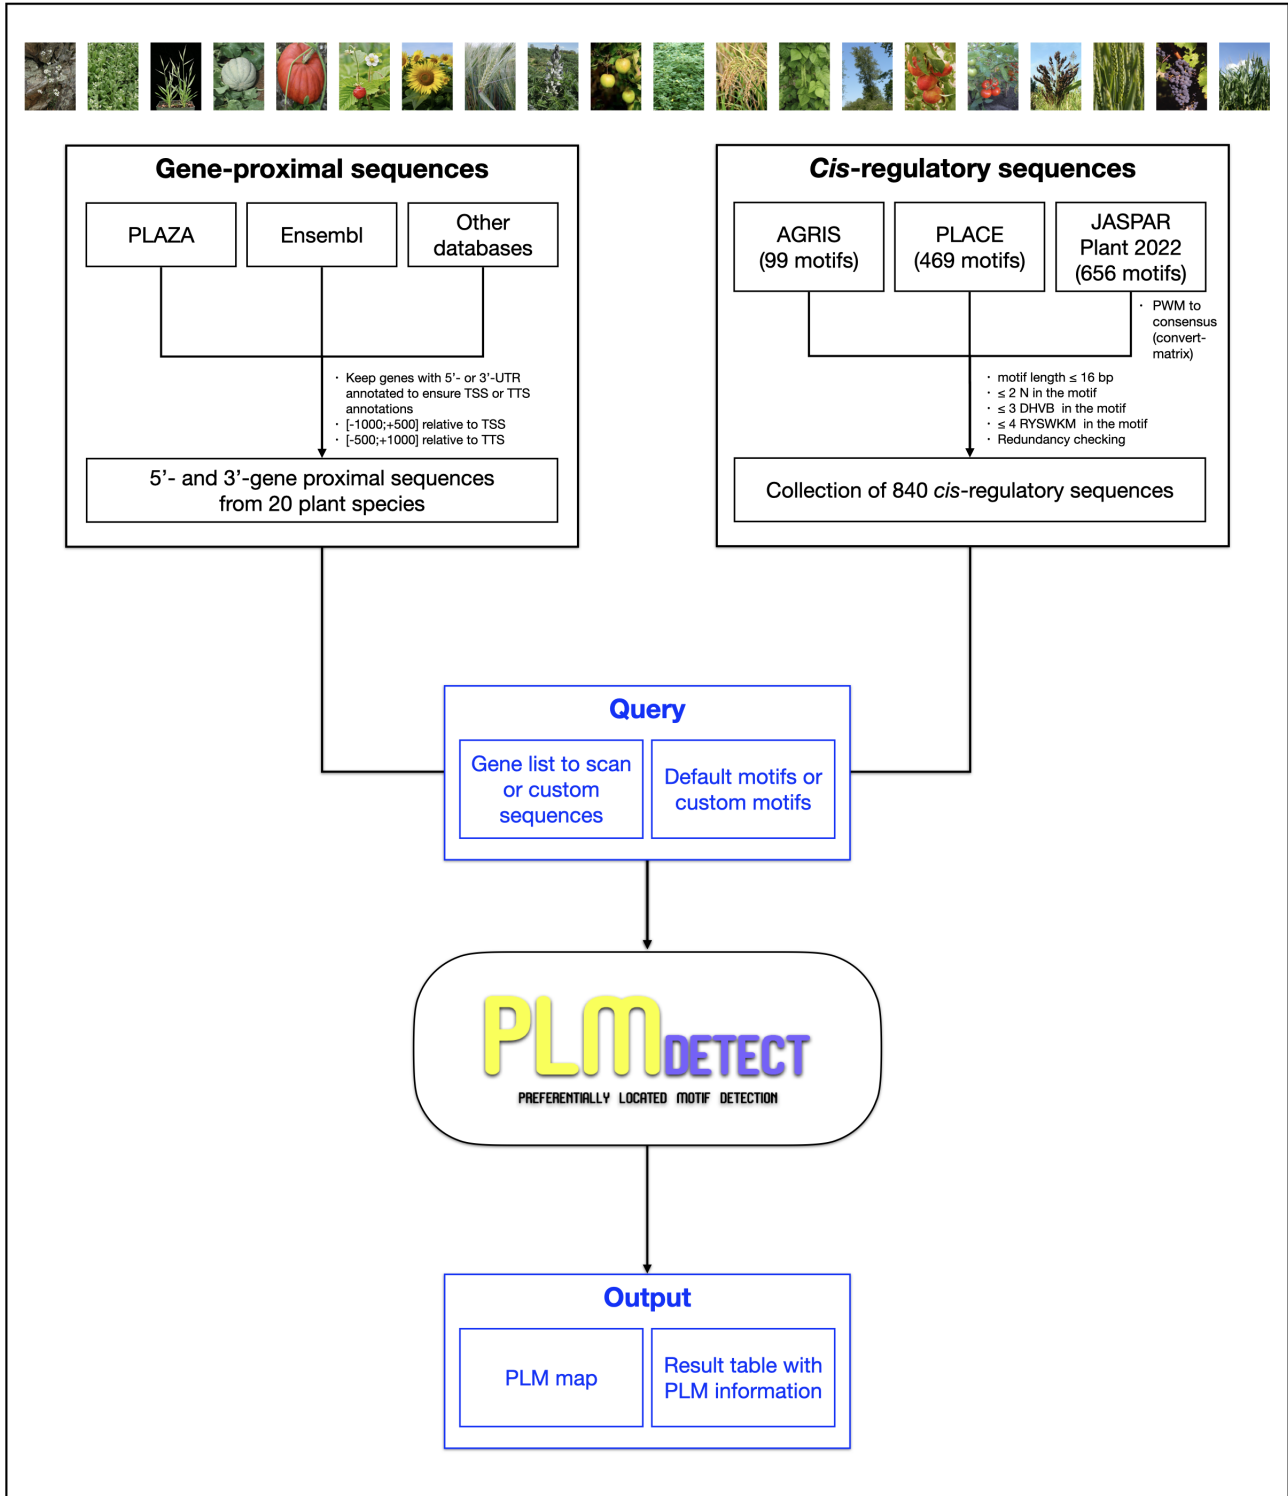 Gene-proximal sequences
PLAZA
Ensembl
Other
databases
· Keep genes with 5’- or 3’-UTR
annotated to ensure TSS or TTS
annotations
· [-1000;+500] relative to TSS
· [-500;+1000] relative to TTS
5’- and 3’-gene proximal sequences
from 20 plant species
Cis-regulatory sequences
AGRIS
(99 motifs)
PLACE
(469 motifs)
JASPAR
Plant 2022
(656 motifs)
· PWM to
consensus
(convert-
matrix)
· motif length ≤ 16 bp
· ≤ 2 N in the motif
· ≤ 3 DHVB in the motif
· ≤ 4 RYSWKM in the motif
· Redundancy checking
Collection of 840 cis-regulatory sequences
Query
Gene list to scan
or custom
sequences
Default motifs or
custom motifs
PLMDETECT
PREFERENTIALLY LOCATED MOTIF DETECTION
Output
PLM map
Result table with
PLM information